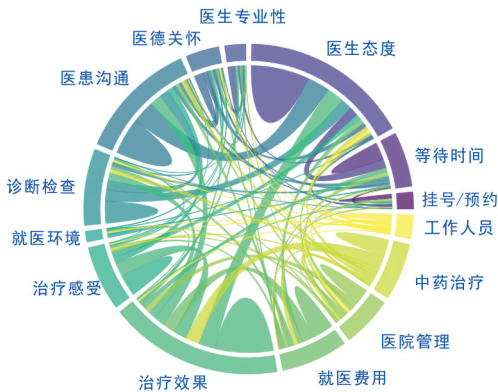 医生专业性
医德关怀
医生态度
医患沟通
等待时间
诊断检查
挂号/预约
工作人员
就医环境
中药治疗
治疗感受
医院管理
治疗效果
就医费用